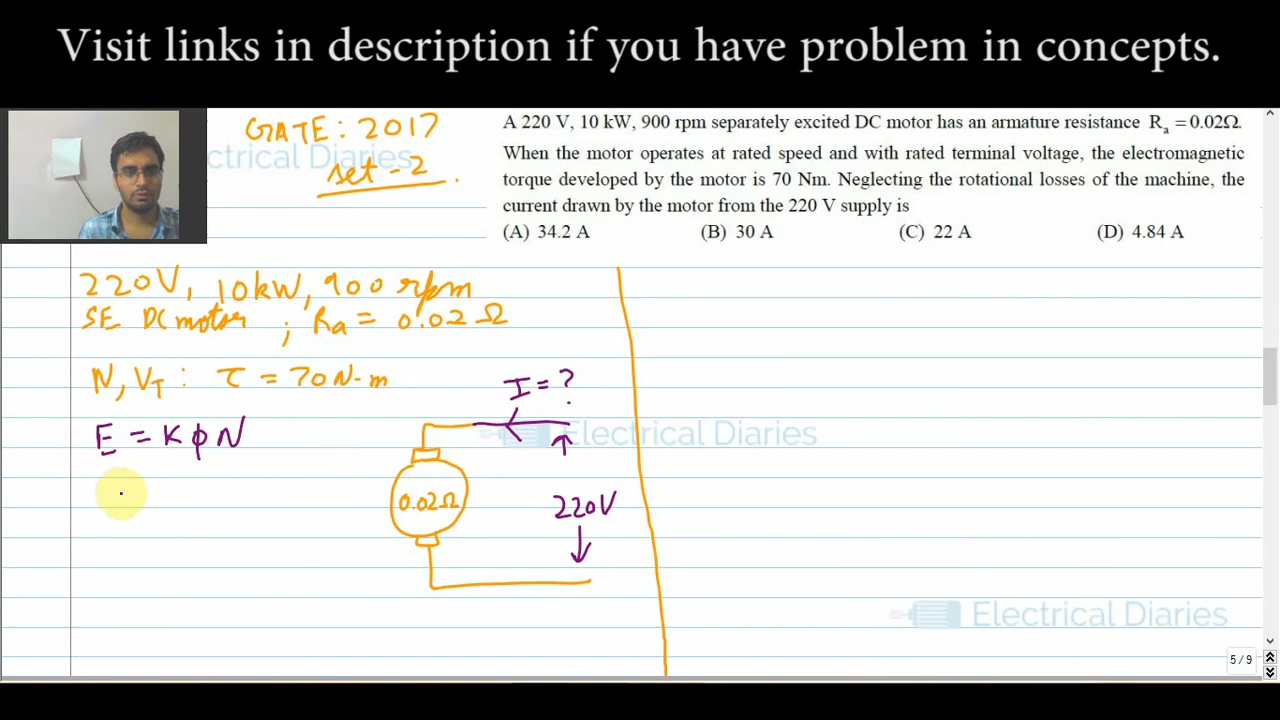 Visit links in description if you have problem in concepts.
GATE: 2017
ctrical Diaries
set - 2
A 220 V, 10 kW, 900 rpm separately excited DC motor has an armature resistance Ra = 0.02Ω.
When the motor operates at rated speed and with rated terminal voltage, the electromagnetic
torque developed by the motor is 70 Nm. Neglecting the rotational losses of the machine, the
current drawn by the motor from the 220 V supply is
(A) 34.2 A (B) 30 A (C) 22 A (D) 4.84 A
220V, 10kW, 900 rpm
SE DC motor ; Ra = 0.02 Ω
N, VT : τ = 70 N-m
I = ?
E = KφN
Electrical Diaries
0.02Ω
220V
Electrical Diaries
5 / 9